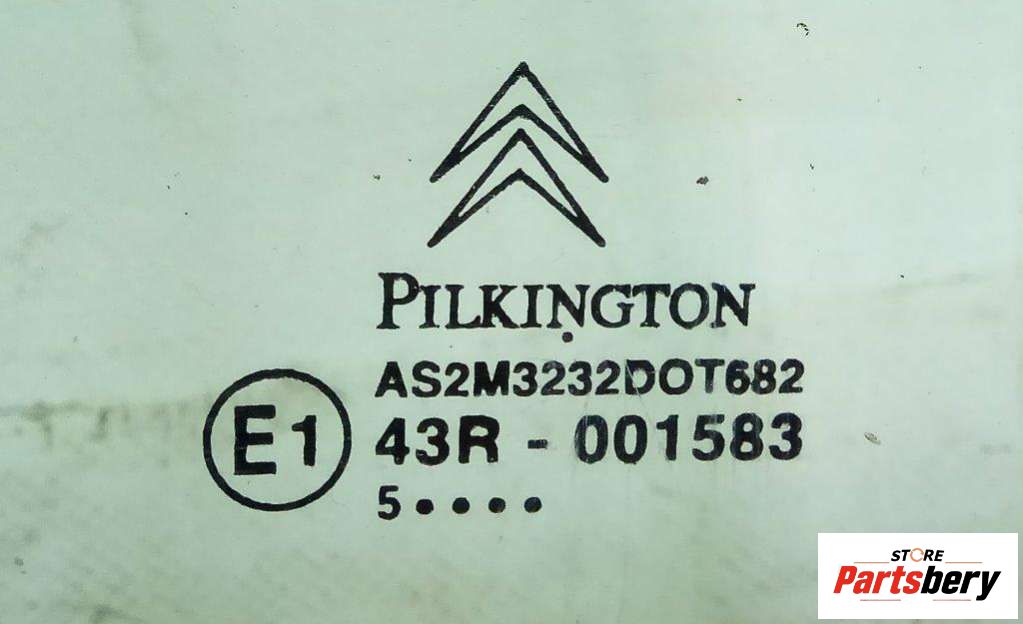 PILKINGTON
AS2M3232DOT682
E1
43R - 001583
5••••
STORE
Partsbery